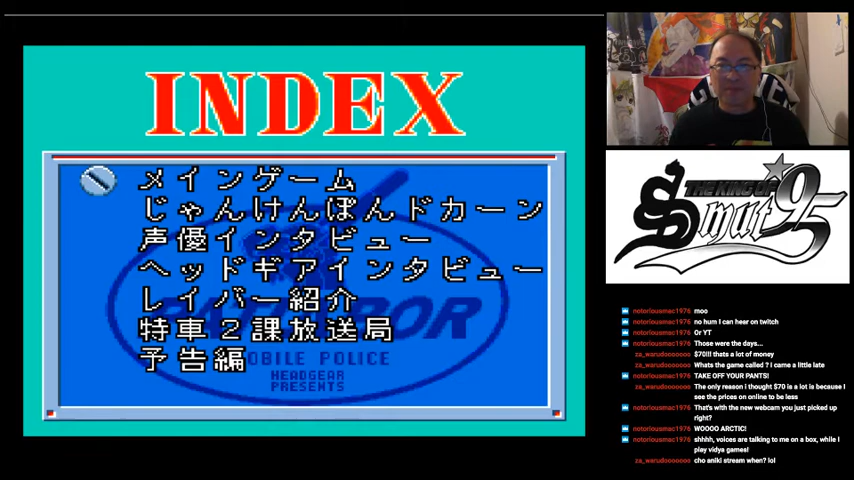 INDEX
メインゲーム
じゃんけんぽんドカーン
声優インタビュー
ヘッドギアインタビュー
レイバー紹介
特車２課放送局
予告編
MOBILE POLICE
HEADGEAR
PRESENTS
THE KING OF
Smut 95
notoriousmac1976 moo
notoriousmac1976 no hum I can hear on twitch
notoriousmac1976 Or YT
notoriousmac1976 Those were the days...
za_warudooooooo $70!!! thats a lot of money
za_warudooooooo Whats the game called ? I came a little late
notoriousmac1976 TAKE OFF YOUR PANTS!
za_warudooooooo The only reason i thought $70 is a lot is because I
see the prices on online to be less
notoriousmac1976 That's with the new webcam you just picked up
right?
notoriousmac1976 WOOOO ARCTIC!
notoriousmac1976 shhhh, voices are talking to me on a box, while I
play vidya games!
za_warudooooooo cho aniki stream when? lol